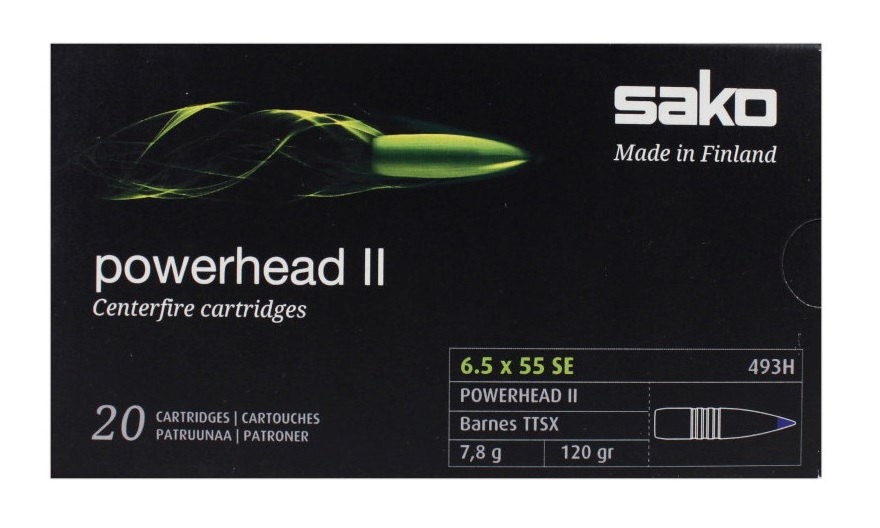 sako
Made in Finland
powerhead II
Centerfire cartridges
6.5 x 55 SE 493H
POWERHEAD II
Barnes TTSX
7,8 g 120 gr
20 CARTRIDGES | CARTOUCHES
PATRUUNAA | PATRONER